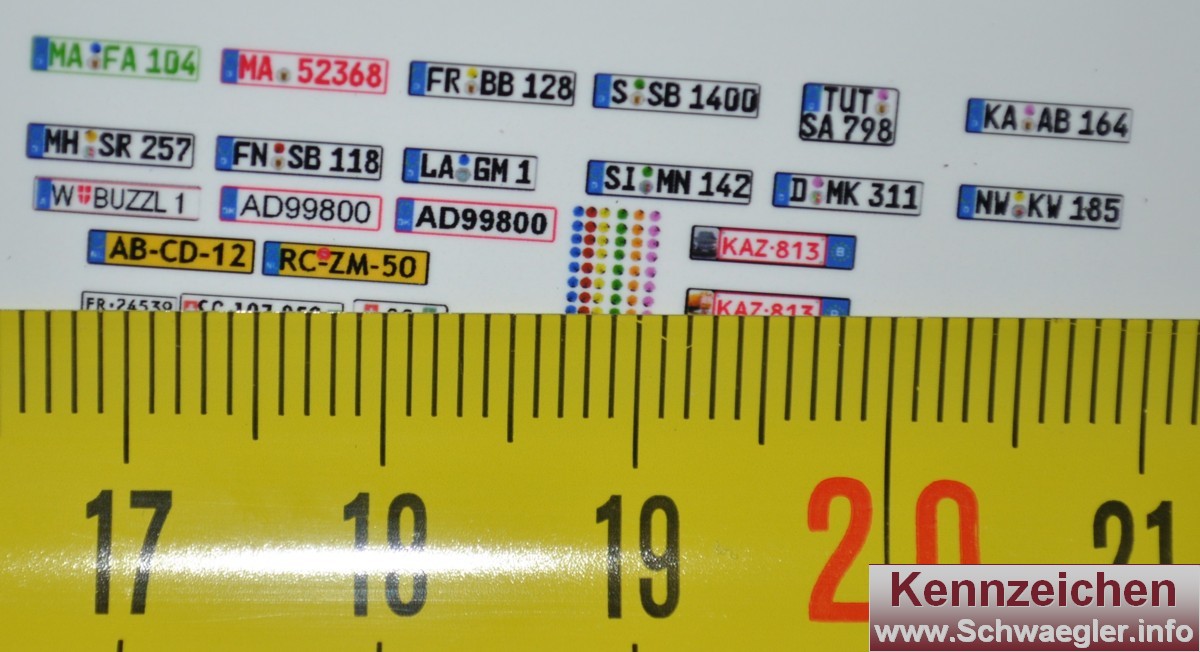 MA FA 104
MA 52368
FR BB 128
S SB 1400
TUT
SA 798
KA AB 164
MH SR 257
FN SB 118
LA GM 1
SI MN 142
D MK 311
NW KW 185
W BUZZL 1
AD99800
AD99800
AB-CD-12
RC-ZM-50
KAZ·813 B
FR·24539
KAZ·813 B
17 18 19 20 21
Kennzeichen
www.Schwaegler.info